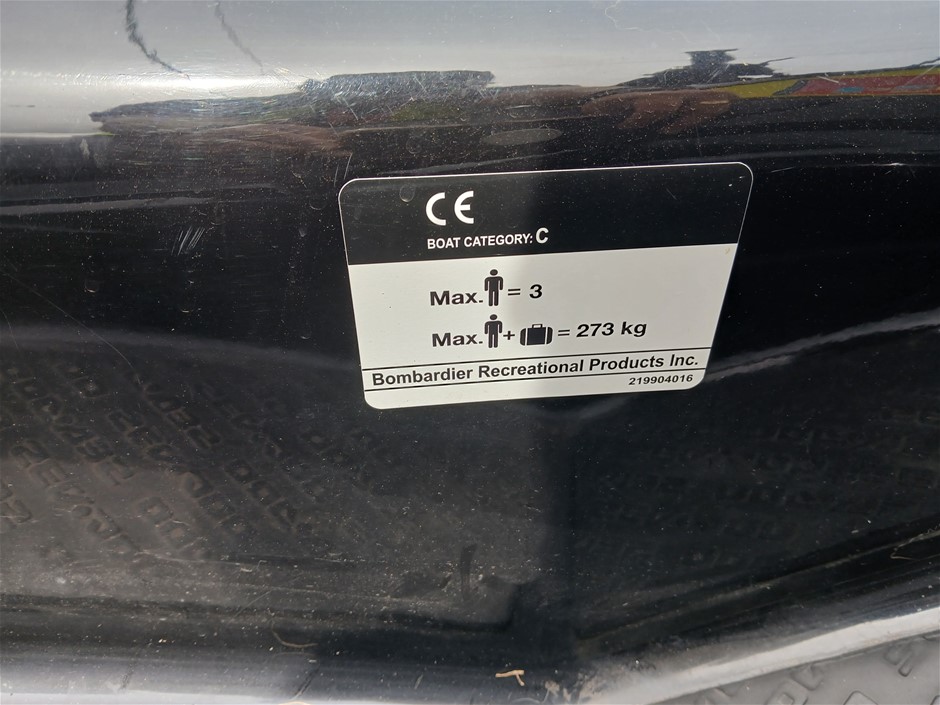 CE
BOAT CATEGORY: C
Max. = 3
Max. + = 273 kg
Bombardier Recreational Products Inc.
219904016